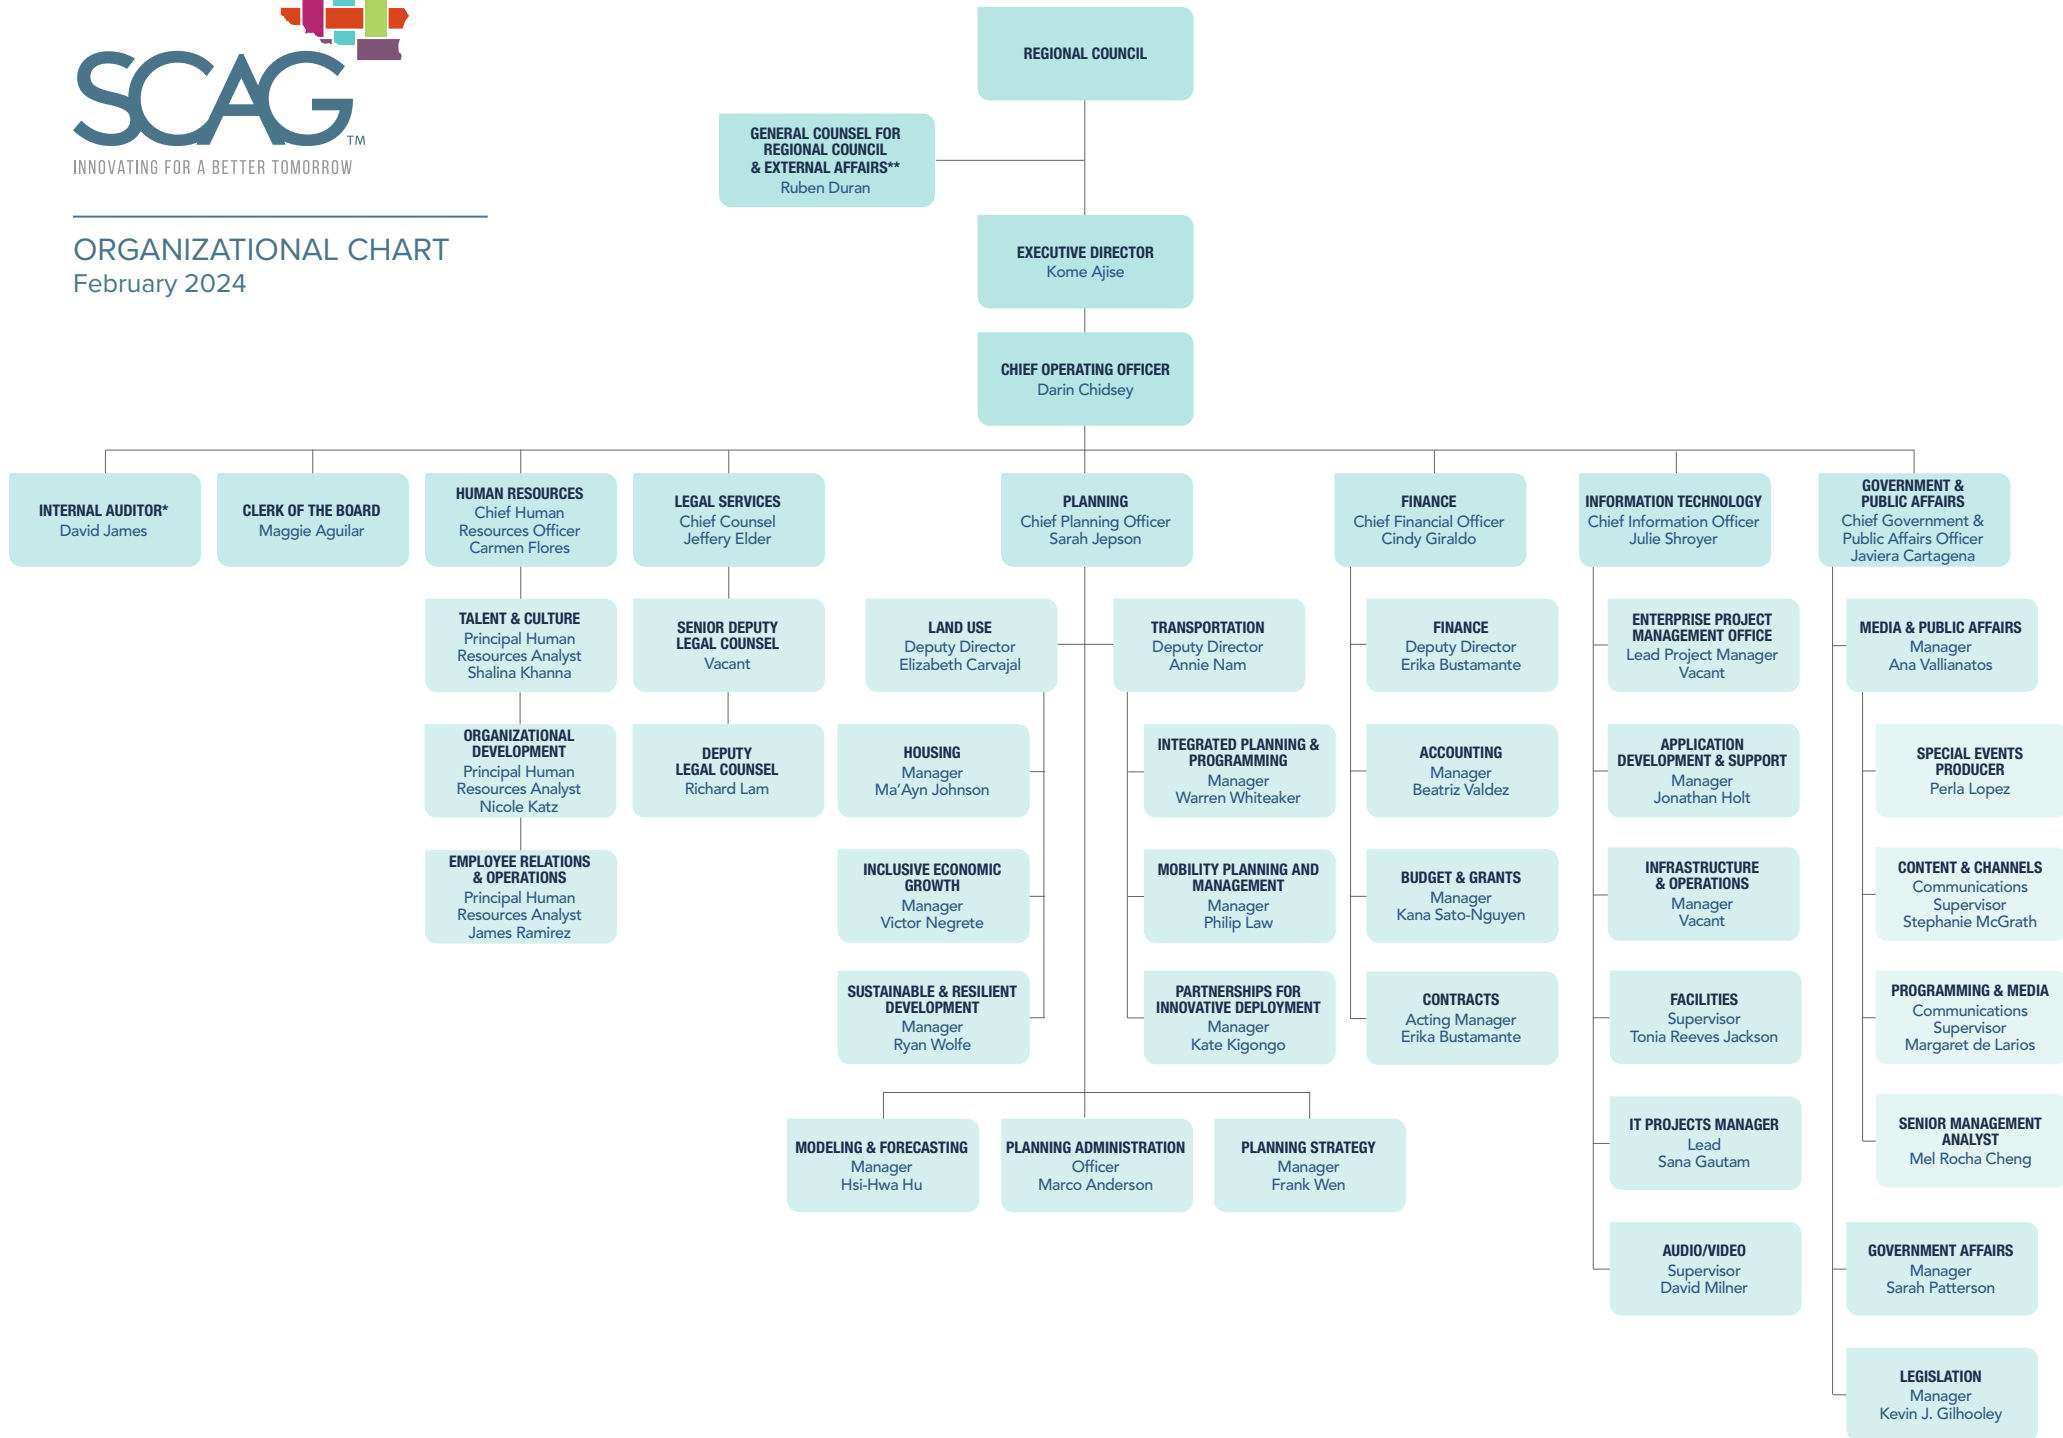 SCAG
TM
INNOVATING FOR A BETTER TOMORROW
ORGANIZATIONAL CHART
February 2024
REGIONAL COUNCIL
GENERAL COUNSEL FOR
REGIONAL COUNCIL
& EXTERNAL AFFAIRS**
Ruben Duran
EXECUTIVE DIRECTOR
Kome Ajise
CHIEF OPERATING OFFICER
Darin Chidsey
INTERNAL AUDITOR*
David James
CLERK OF THE BOARD
Maggie Aguilar
HUMAN RESOURCES
Chief Human
Resources Officer
Carmen Flores
TALENT & CULTURE
Principal Human
Resources Analyst
Shalina Khanna
ORGANIZATIONAL
DEVELOPMENT
Principal Human
Resources Analyst
Nicole Katz
EMPLOYEE RELATIONS
& OPERATIONS
Principal Human
Resources Analyst
James Ramirez
LEGAL SERVICES
Chief Counsel
Jeffery Elder
SENIOR DEPUTY
LEGAL COUNSEL
Vacant
DEPUTY
LEGAL COUNSEL
Richard Lam
PLANNING
Chief Planning Officer
Sarah Jepson
LAND USE
Deputy Director
Elizabeth Carvajal
HOUSING
Manager
Ma'Ayn Johnson
INCLUSIVE ECONOMIC
GROWTH
Manager
Victor Negrete
SUSTAINABLE & RESILIENT
DEVELOPMENT
Manager
Ryan Wolfe
TRANSPORTATION
Deputy Director
Annie Nam
INTEGRATED PLANNING &
PROGRAMMING
Manager
Warren Whiteaker
MOBILITY PLANNING AND
MANAGEMENT
Manager
Philip Law
PARTNERSHIPS FOR
INNOVATIVE DEPLOYMENT
Manager
Kate Kigongo
MODELING & FORECASTING
Manager
Hsi-Hwa Hu
PLANNING ADMINISTRATION
Officer
Marco Anderson
PLANNING STRATEGY
Manager
Frank Wen
FINANCE
Chief Financial Officer
Cindy Giraldo
FINANCE
Deputy Director
Erika Bustamante
ACCOUNTING
Manager
Beatriz Valdez
BUDGET & GRANTS
Manager
Kana Sato-Nguyen
CONTRACTS
Acting Manager
Erika Bustamante
INFORMATION TECHNOLOGY
Chief Information Officer
Julie Shroyer
ENTERPRISE PROJECT
MANAGEMENT OFFICE
Lead Project Manager
Vacant
APPLICATION
DEVELOPMENT & SUPPORT
Manager
Jonathan Holt
INFRASTRUCTURE
& OPERATIONS
Manager
Vacant
FACILITIES
Supervisor
Tonia Reeves Jackson
IT PROJECTS MANAGER
Lead
Sana Gautam
AUDIO/VIDEO
Supervisor
David Milner
GOVERNMENT &
PUBLIC AFFAIRS
Chief Government &
Public Affairs Officer
Javiera Cartagena
MEDIA & PUBLIC AFFAIRS
Manager
Ana Vallianatos
SPECIAL EVENTS
PRODUCER
Perla Lopez
CONTENT & CHANNELS
Communications
Supervisor
Stephanie McGrath
PROGRAMMING & MEDIA
Communications
Supervisor
Margaret de Larios
SENIOR MANAGEMENT
ANALYST
Mel Rocha Cheng
GOVERNMENT AFFAIRS
Manager
Sarah Patterson
LEGISLATION
Manager
Kevin J. Gilhooley